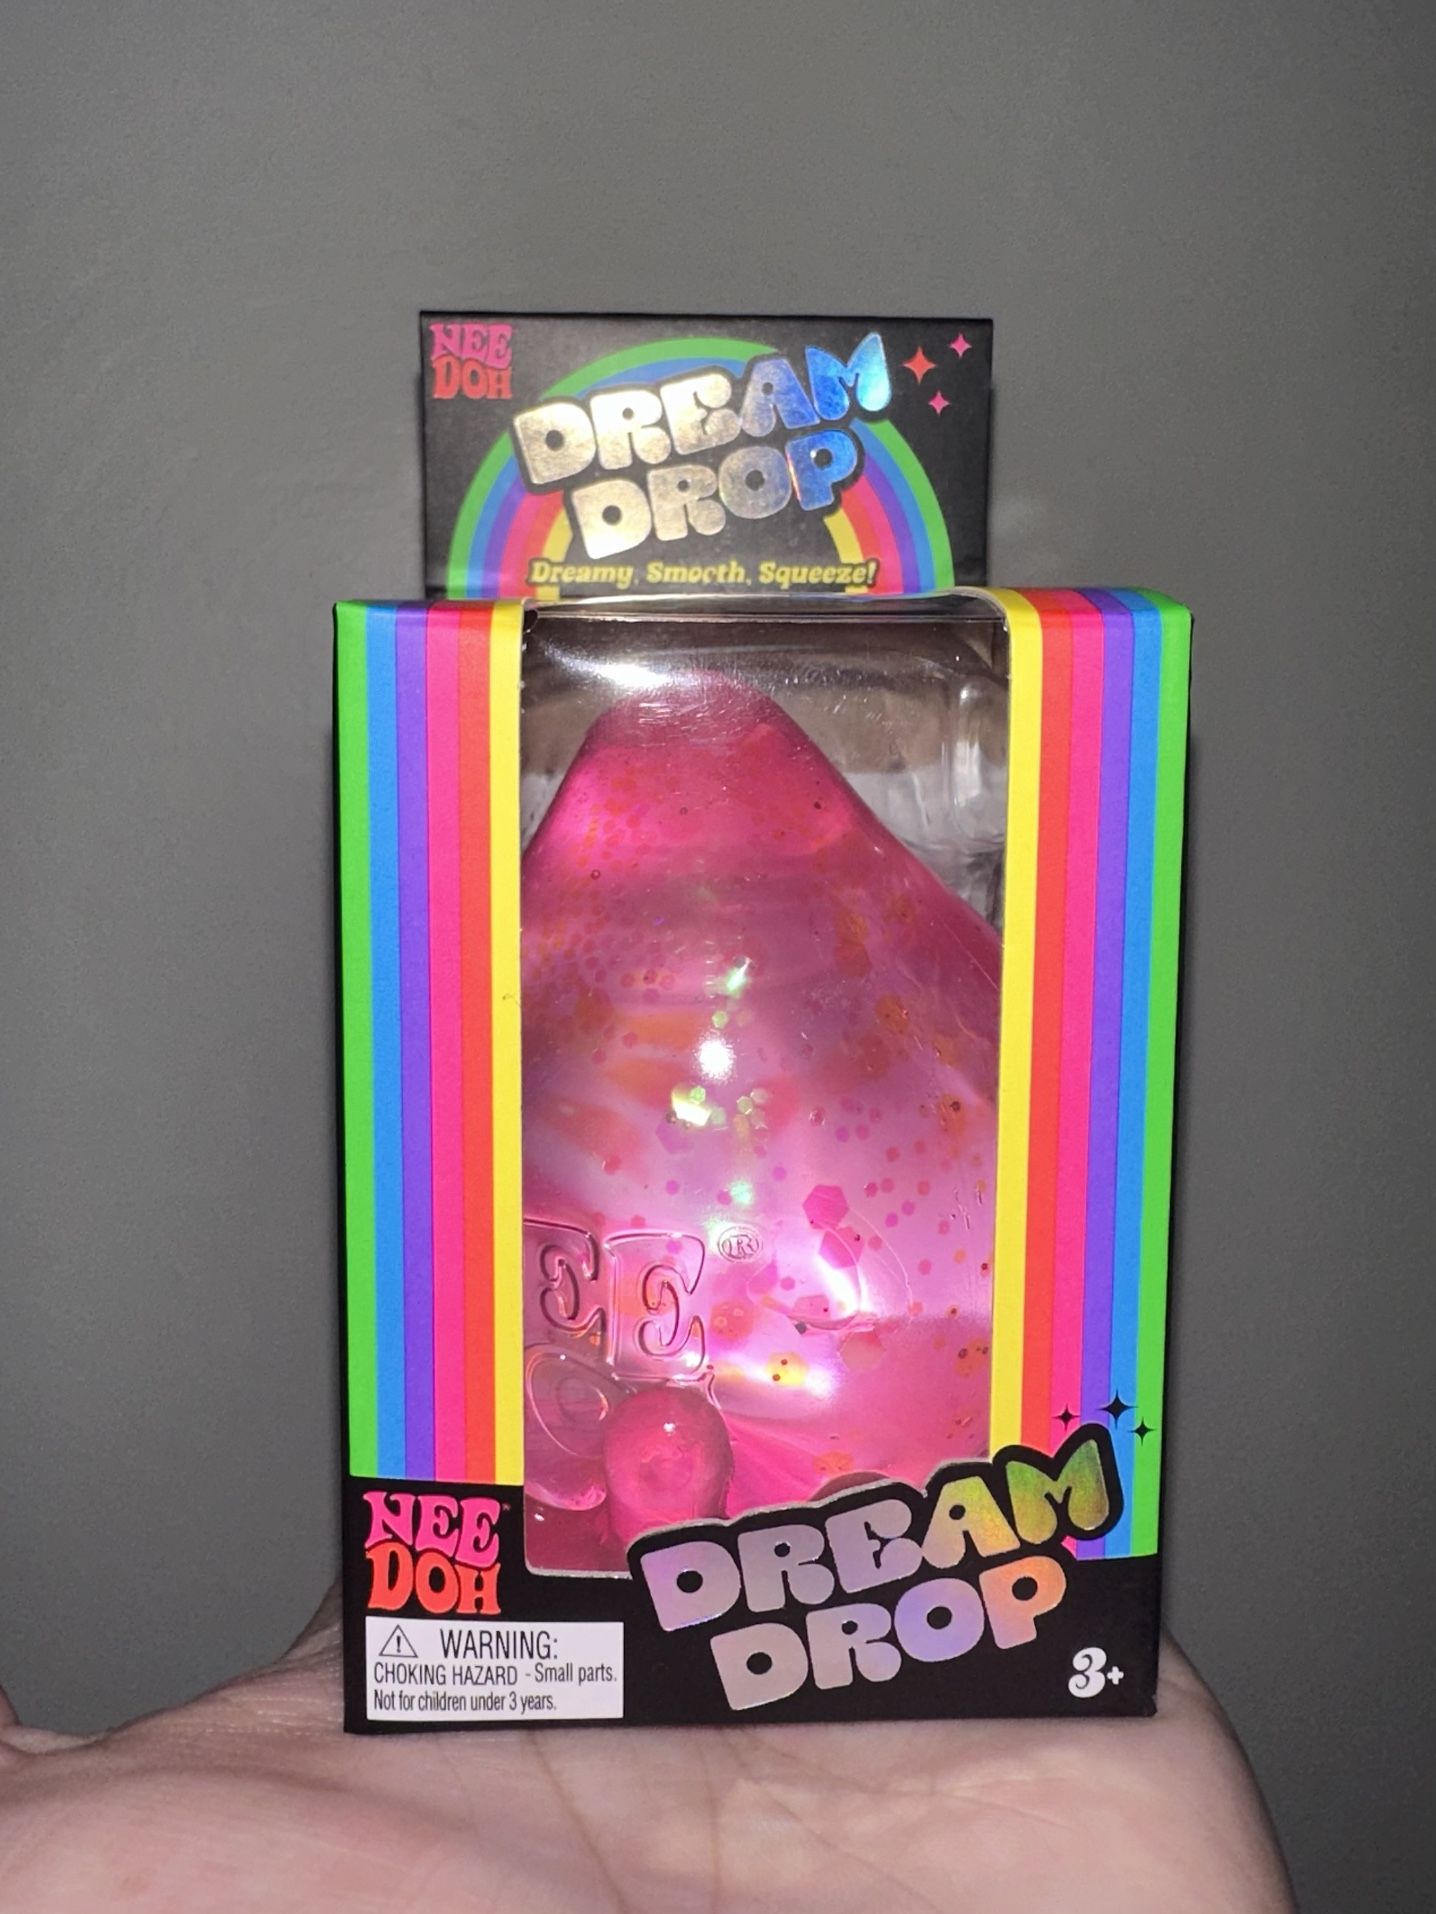 NEE
DOH
DREAM
DROP
Dreamy, Smooth, Squeeze!
EE ®
NEE
DOH
DREAM
DROP
WARNING:
CHOKING HAZARD - Small parts.
Not for children under 3 years.
3+